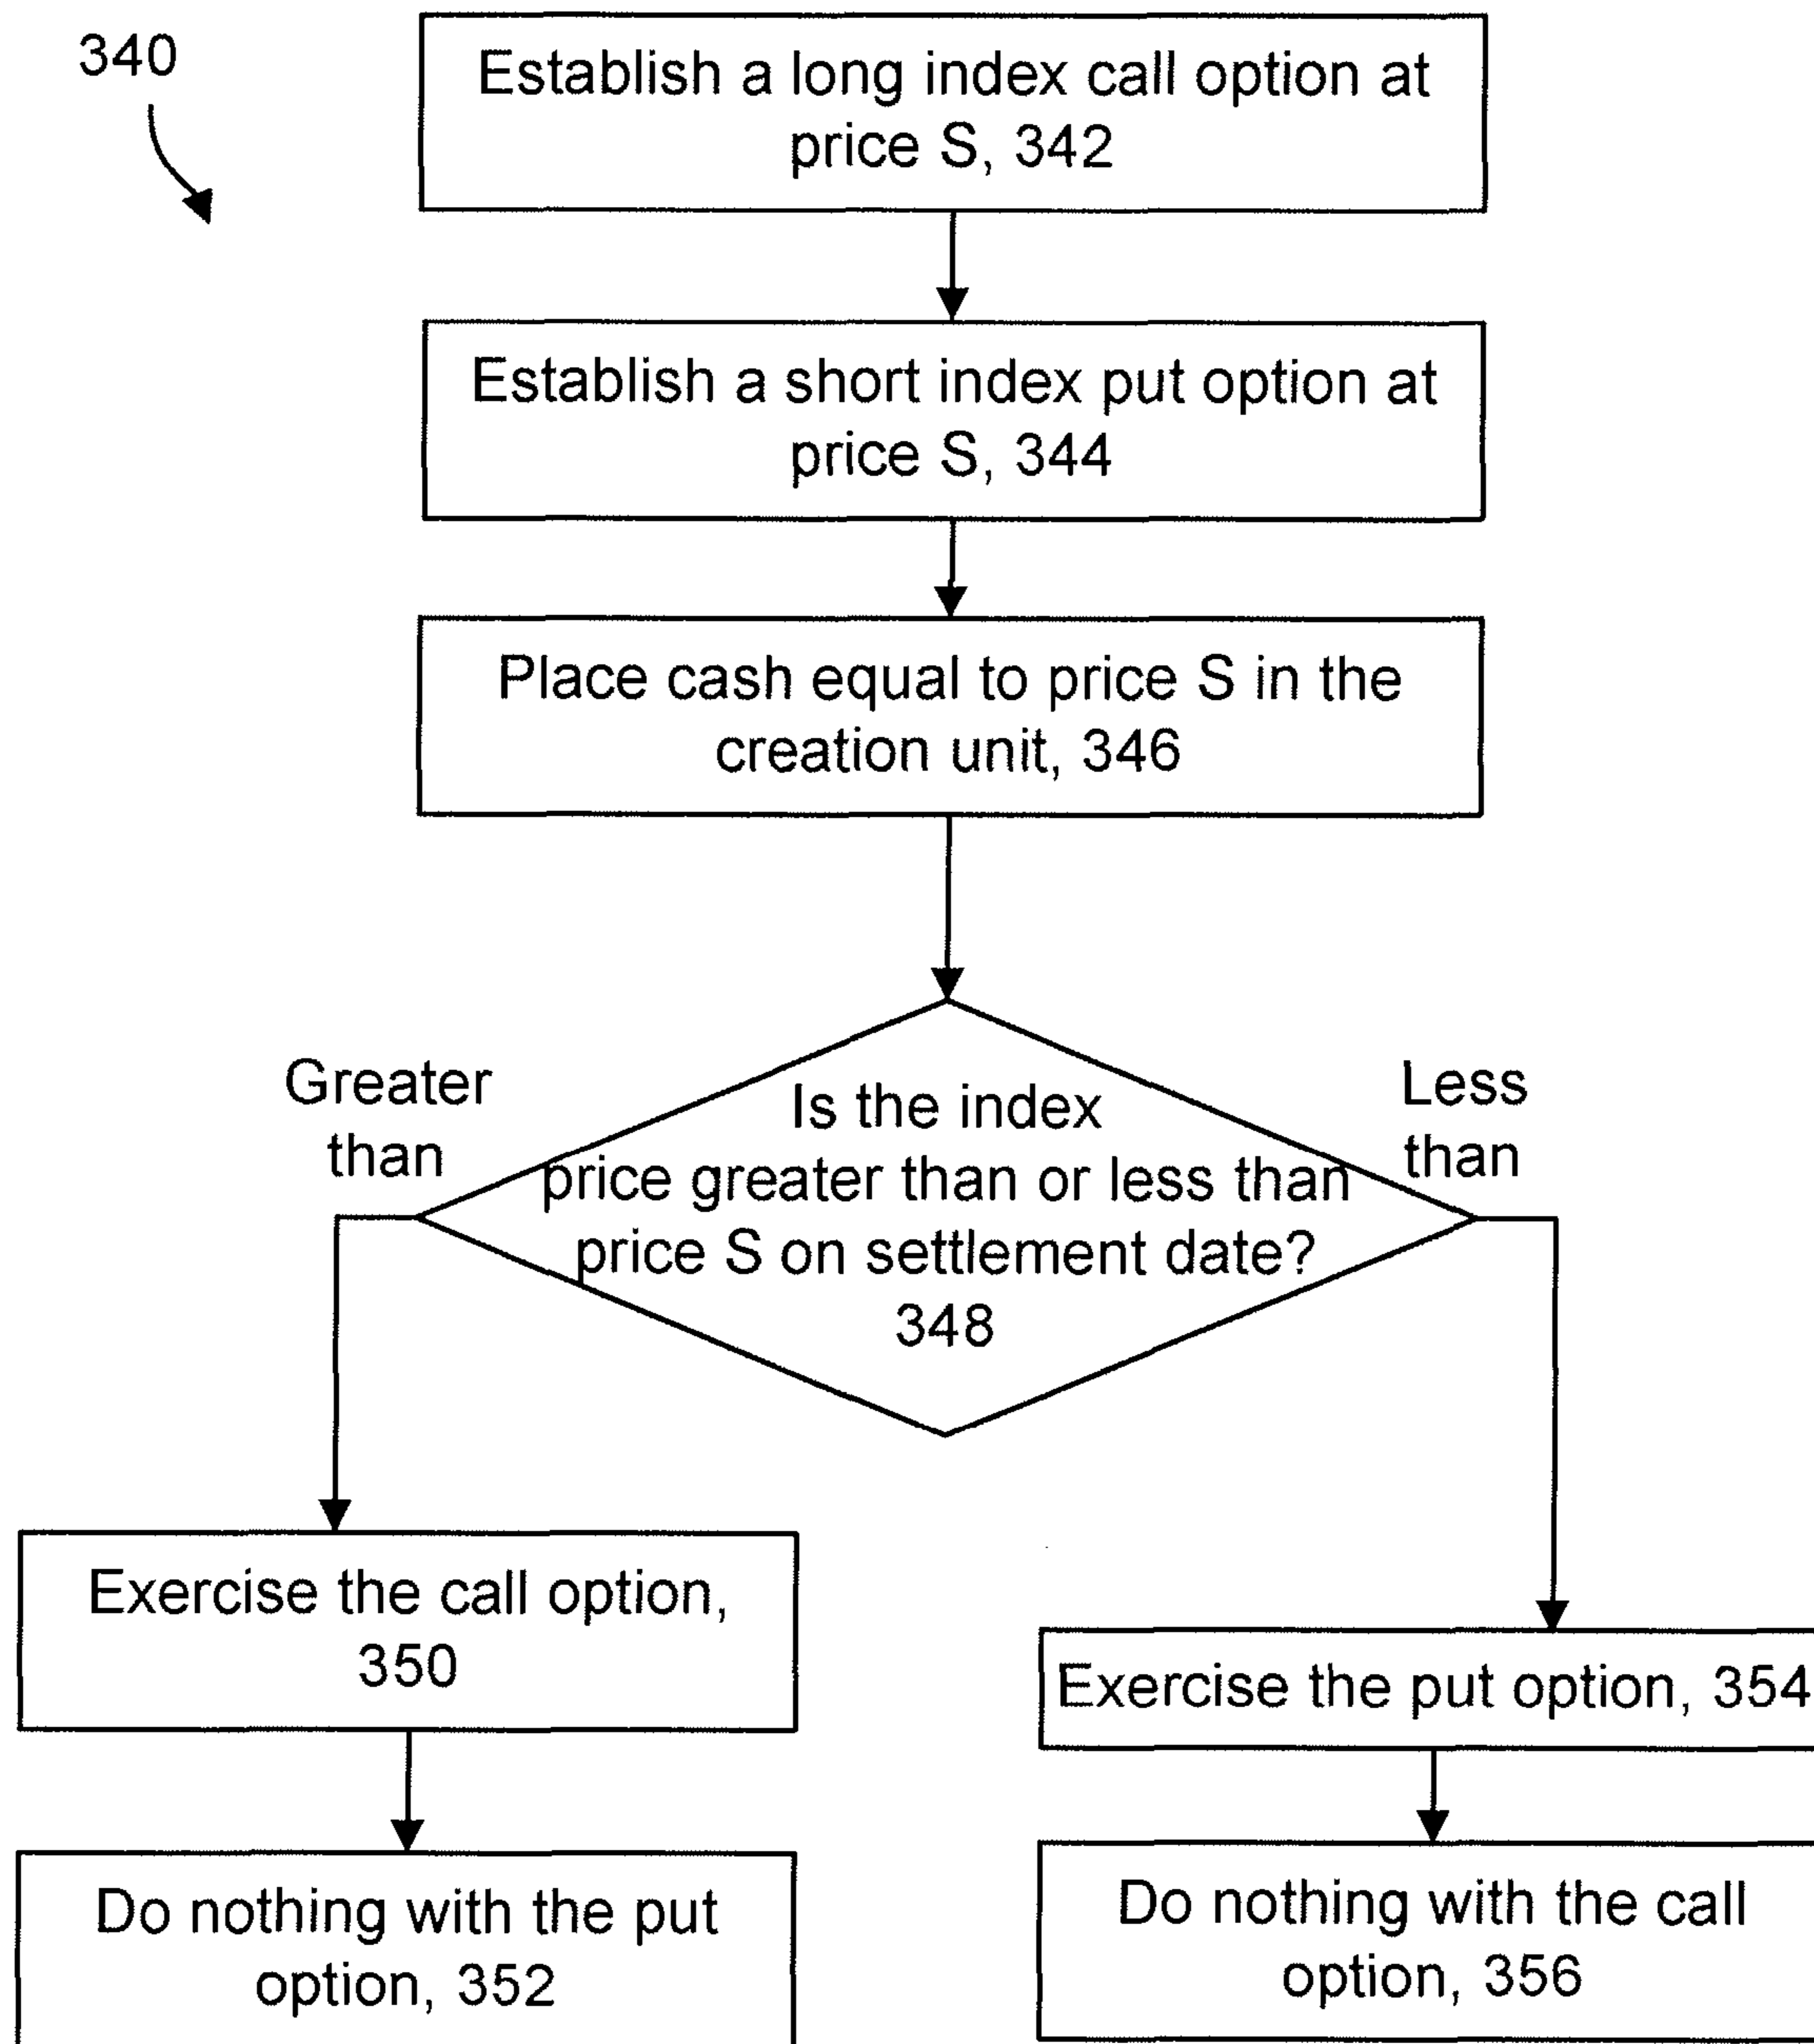 340
Establish a long index call option at
price S, 342
Establish a short index put option at
price S, 344
Place cash equal to price S in the
creation unit, 346
Greater
than
Less
than
Is the index
price greater than or less than
price S on settlement date?
348
Exercise the call option,
350
Exercise the put option, 354
Do nothing with the put
option, 352
Do nothing with the call
option, 356